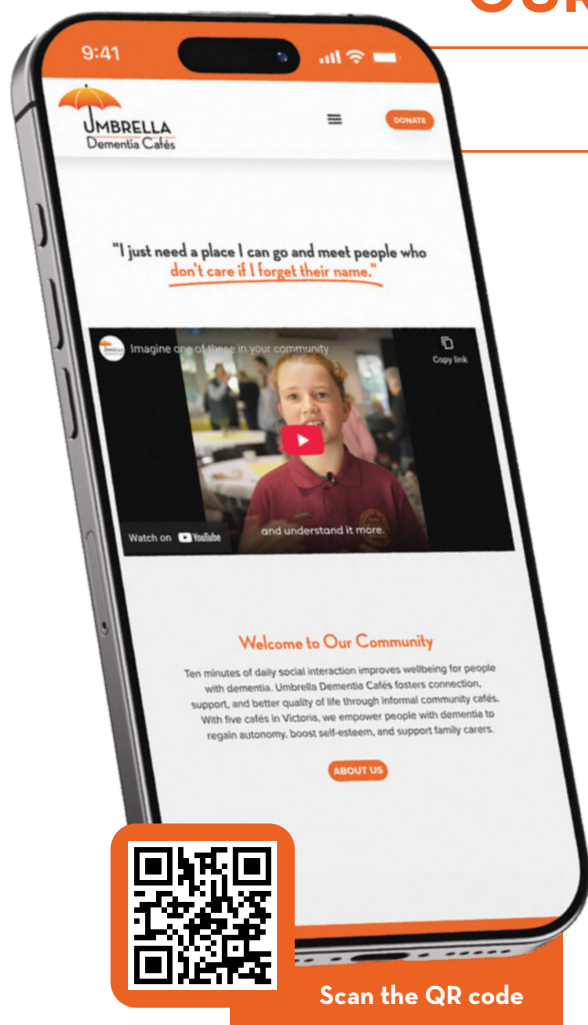 OUR
9:41
UMBRELLA
Dementia Cafés
DONATE
"I just need a place I can go and meet people who
don't care if I forget their name."
Imagine one of these in your community
Copy link
and understand it more.
Watch on YouTube
Welcome to Our Community
Ten minutes of daily social interaction improves wellbeing for people
with dementia. Umbrella Dementia Cafés fosters connection,
support, and better quality of life through informal community cafés.
With five cafés in Victoria, we empower people with dementia to
regain autonomy, boost self-esteem, and support family carers.
ABOUT US
Scan the QR code